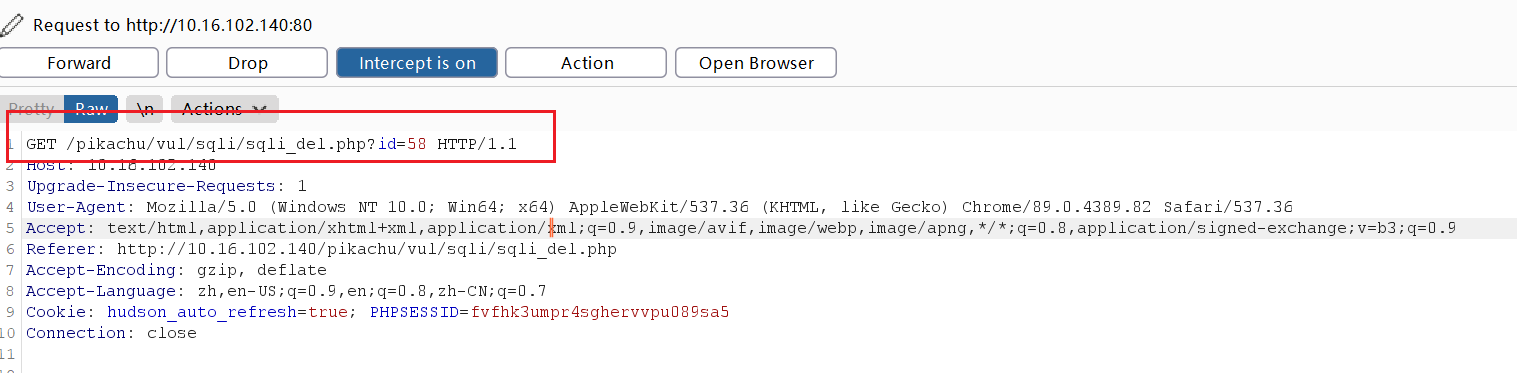 Request to http://10.16.102.140:80
Forward Drop Intercept is on Action Open Browser
Pretty Raw \n Actions
1 GET /pikachu/vul/sqli/sqli_del.php?id=58 HTTP/1.1
2 Host: 10.16.102.140
3 Upgrade-Insecure-Requests: 1
4 User-Agent: Mozilla/5.0 (Windows NT 10.0; Win64; x64) AppleWebKit/537.36 (KHTML, like Gecko) Chrome/89.0.4389.82 Safari/537.36
5 Accept: text/html,application/xhtml+xml,application/xml;q=0.9,image/avif,image/webp,image/apng,*/*;q=0.8,application/signed-exchange;v=b3;q=0.9
6 Referer: http://10.16.102.140/pikachu/vul/sqli/sqli_del.php
7 Accept-Encoding: gzip, deflate
8 Accept-Language: zh,en-US;q=0.9,en;q=0.8,zh-CN;q=0.7
9 Cookie: hudson_auto_refresh=true; PHPSESSID=fvfhk3umpr4sghervvpu089sa5
10 Connection: close
11